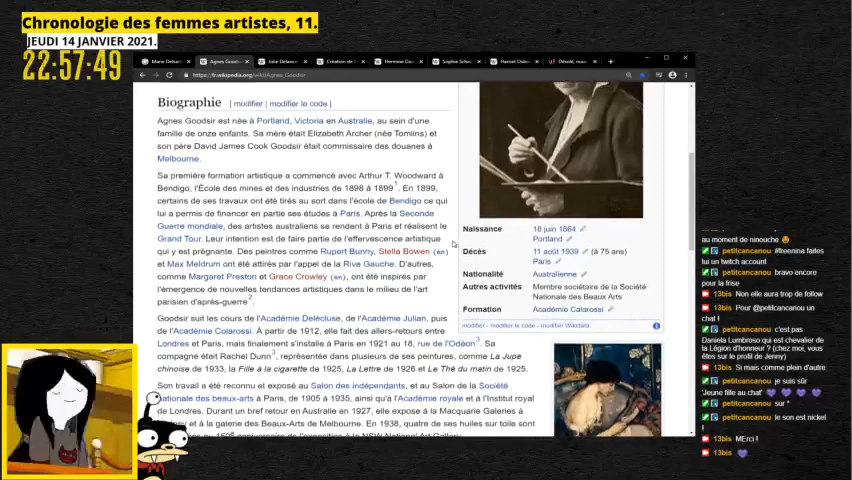 Chronologie des femmes artistes, 11.
JEUDI 14 JANVIER 2021.
22:57:49
Agnes Goodsir
https://fr.wikipedia.org/wiki/Agnes_Goodsir
Biographie [ modifier | modifier le code ]
Agnes Goodsir est née à Portland, Victoria en Australie, au sein d'une
famille de onze enfants. Sa mère était Elizabeth Archer (née Tomlins) et
son père David James Cook Goodsir était commissaire des douanes à
Melbourne.
Sa première formation artistique a commencé avec Arthur T. Woodward à
Bendigo, l'École des mines et des industries de 1898 à 1899¹. En 1899,
certains de ses travaux ont été tirés au sort dans l'école de Bendigo ce qui
lui a permis de financer en partie ses études à Paris. Après la Seconde
Guerre mondiale, des artistes australiens se rendent à Paris et réalisent le
Grand Tour. Leur intention est de faire partie de l'effervescence artistique
qui y est prégnante. Des peintres comme Rupert Bunny, Stella Bowen (en)
et Max Meldrum ont été attirés par l'appel de la Rive Gauche. D'autres,
comme Margaret Preston et Grace Crowley (en), ont été inspirés par
l'émergence de nouvelles tendances artistiques dans le milieu de l'art
parisien d'après-guerre².
Goodsir suit les cours de l'Académie Delécluse, de l'Académie Julian, puis
de l'Académie Colarossi. À partir de 1912, elle fait des allers-retours entre
Londres et Paris, mais finalement s'installe à Paris en 1921 au 18, rue de l'Odéon³. Sa
compagne était Rachel Dunn³, représentée dans plusieurs de ses peintures, comme La Jupe
chinoise de 1933, la Fille à la cigarette de 1925, La Lettre de 1926 et Le Thé du matin de 1925.
Son travail a été reconnu et exposé au Salon des indépendants, et au Salon de la Société
nationale des beaux-arts à Paris, de 1905 à 1935, ainsi qu'à l'Académie royale et à l'Institut royal
de Londres. Durant un bref retour en Australie en 1927, elle expose à la Macquarie Galeries à
et à la galerie des Beaux-Arts de Melbourne. En 1938, quatre de ses huiles sur toile sont
Naissance 18 juin 1864
Portland
Décès 11 août 1939 (à 75 ans)
Paris
Nationalité Australienne
Autres activités Membre sociétaire de la Société
Nationale des Beaux Arts
Formation Académie Calarossi
modifier - modifier le code - modifier Wikidata
au moment de ninouche.
petitcancanou : #freenina faites
lui un twitch account
petitcancanou : bravo encore
pour la frise
13bis : Non elle aura trop de follow
13bis : Pour @petitcancanou un
chat !
petitcancanou : c'est pas
Daniela Lumbroso qui est chevalier de
la Légion d'honneur ? (chez moi, vous
êtes sur le profil de Jenny)
13bis : Si mais comme plein d'autre
petitcancanou : je suis sûr
'Jeune fille au chat'
petitcancanou : sur *
petitcancanou : le son est nickel
!
13bis : MErci !
13bis :